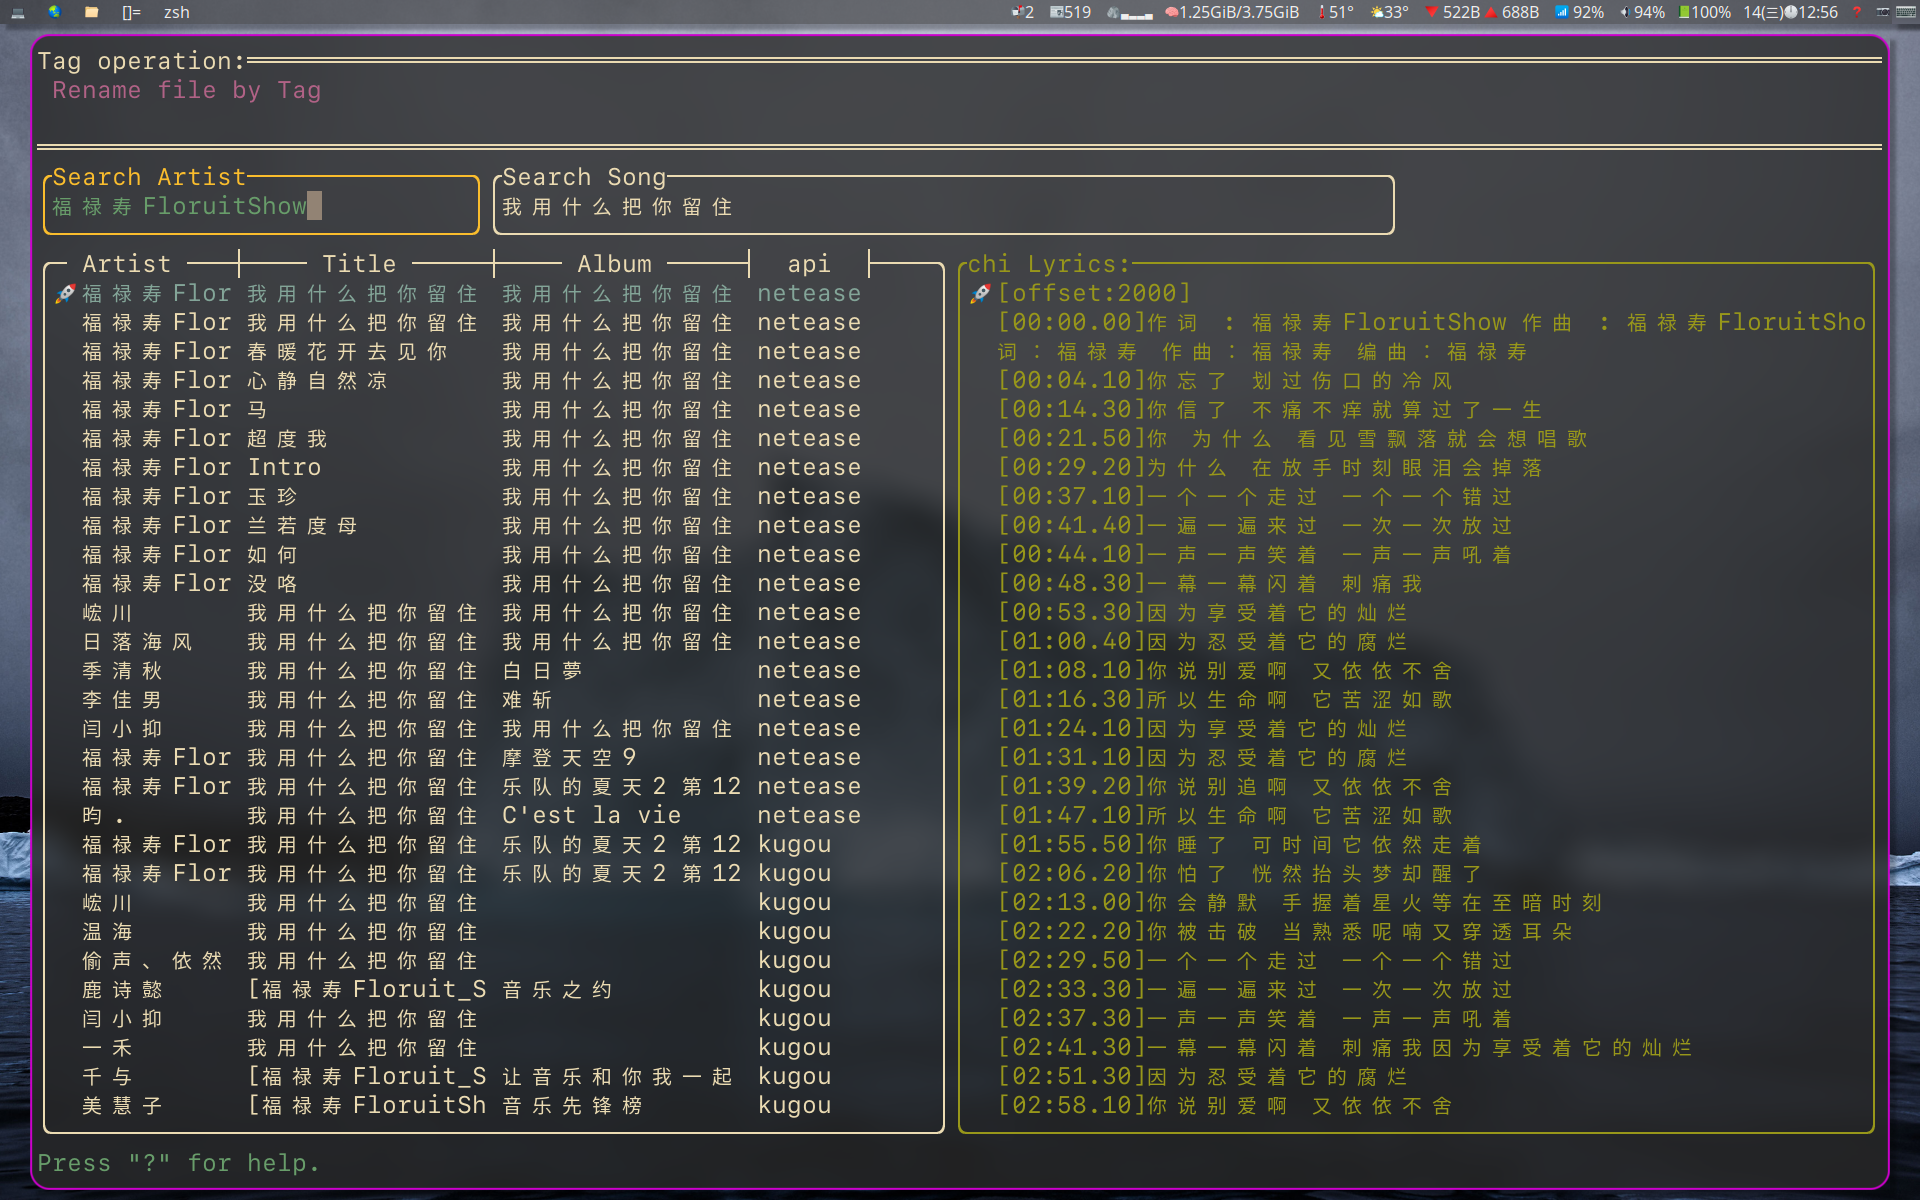 []= zsh 2 519 1.25GiB/3.75GiB 51° 33° 522B 688B 92% 94% 100% 14(三)12:56
Tag operation:
Rename file by Tag
Search Artist
福禄寿FloruitShow
Search Song
我用什么把你留住
Artist Title Album api
福禄寿Flor 我用什么把你留住 我用什么把你留住 netease
福禄寿Flor 我用什么把你留住 我用什么把你留住 netease
福禄寿Flor 春暖花开去见你 我用什么把你留住 netease
福禄寿Flor 心静自然凉 我用什么把你留住 netease
福禄寿Flor 马 我用什么把你留住 netease
福禄寿Flor 超度我 我用什么把你留住 netease
福禄寿Flor Intro 我用什么把你留住 netease
福禄寿Flor 玉珍 我用什么把你留住 netease
福禄寿Flor 兰若度母 我用什么把你留住 netease
福禄寿Flor 如何 我用什么把你留住 netease
福禄寿Flor 没咯 我用什么把你留住 netease
峵川 我用什么把你留住 我用什么把你留住 netease
日落海风 我用什么把你留住 我用什么把你留住 netease
季清秋 我用什么把你留住 白日夢 netease
李佳男 我用什么把你留住 难斩 netease
闫小抑 我用什么把你留住 我用什么把你留住 netease
福禄寿Flor 我用什么把你留住 摩登天空9 netease
福禄寿Flor 我用什么把你留住 乐队的夏天2 第12 netease
昀. 我用什么把你留住 C'est la vie netease
福禄寿Flor 我用什么把你留住 乐队的夏天2 第12 kugou
福禄寿Flor 我用什么把你留住 乐队的夏天2 第12 kugou
峵川 我用什么把你留住 kugou
温海 我用什么把你留住 kugou
偷声、依然 我用什么把你留住 kugou
鹿诗懿 [福禄寿Floruit_S 音乐之约 kugou
闫小抑 我用什么把你留住 kugou
一禾 我用什么把你留住 kugou
千与 [福禄寿Floruit_S 让音乐和你我一起 kugou
美慧子 [福禄寿FloruitSh 音乐先锋榜 kugou
chi Lyrics:
[offset:2000]
[00:00.00]作词 : 福禄寿FloruitShow 作曲 : 福禄寿FloruitSho
词：福禄寿 作曲：福禄寿 编曲：福禄寿
[00:04.10]你忘了 划过伤口的冷风
[00:14.30]你信了 不痛不痒就算过了一生
[00:21.50]你 为什么 看见雪飘落就会想唱歌
[00:29.20]为什么 在放手时刻眼泪会掉落
[00:37.10]一个一个走过 一个一个错过
[00:41.40]一遍一遍来过 一次一次放过
[00:44.10]一声一声笑着 一声一声吼着
[00:48.30]一幕一幕闪着 刺痛我
[00:53.30]因为享受着它的灿烂
[01:00.40]因为忍受着它的腐烂
[01:08.10]你说别爱啊 又依依不舍
[01:16.30]所以生命啊 它苦涩如歌
[01:24.10]因为享受着它的灿烂
[01:31.10]因为忍受着它的腐烂
[01:39.20]你说别追啊 又依依不舍
[01:47.10]所以生命啊 它苦涩如歌
[01:55.50]你睡了 可时间它依然走着
[02:06.20]你怕了 恍然抬头梦却醒了
[02:13.00]你会静默 手握着星火等在至暗时刻
[02:22.20]你被击破 当熟悉呢喃又穿透耳朵
[02:29.50]一个一个走过 一个一个错过
[02:33.30]一遍一遍来过 一次一次放过
[02:37.30]一声一声笑着 一声一声吼着
[02:41.30]一幕一幕闪着 刺痛我因为享受着它的灿烂
[02:51.30]因为忍受着它的腐烂
[02:58.10]你说别爱啊 又依依不舍
Press "?" for help.